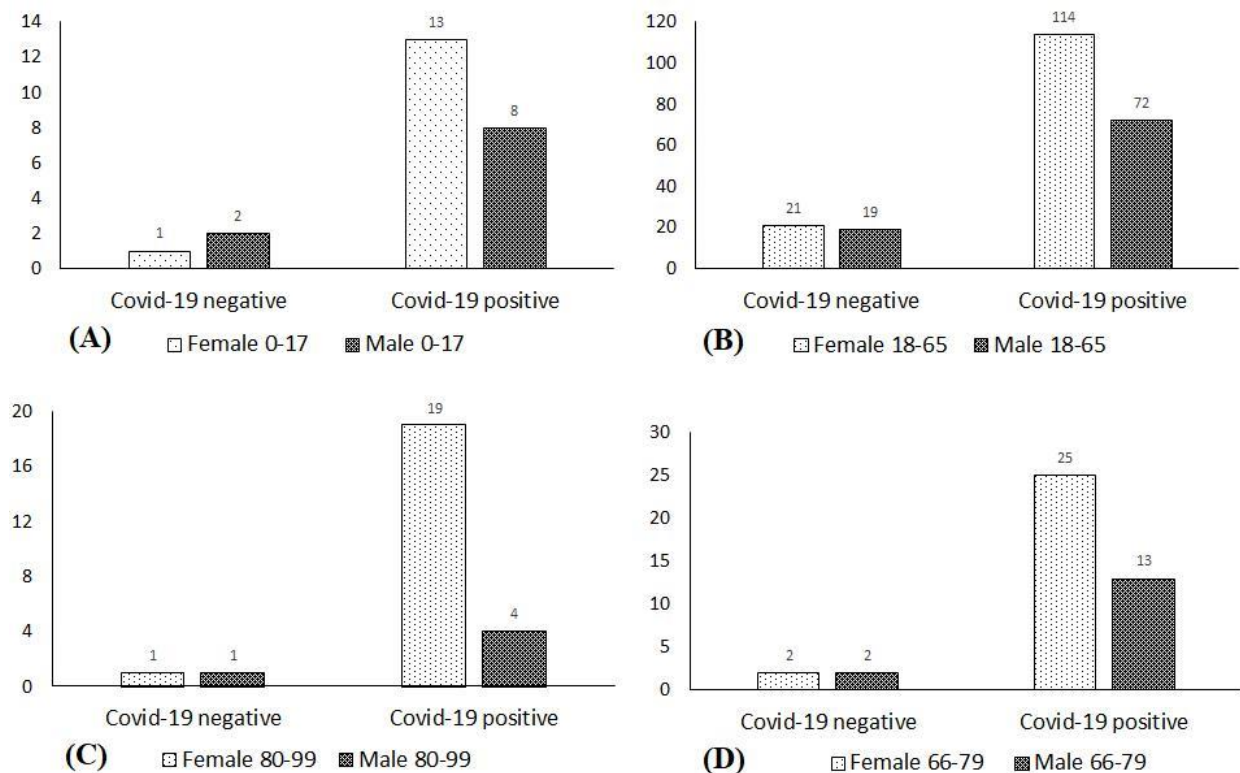 14
12
10
8
6
4
2
0
1
2
13
8
Covid-19 negative
Covid-19 positive
(A)
Female 0-17
Male 0-17
120
100
80
60
40
20
0
21
19
114
72
Covid-19 negative
Covid-19 positive
(B)
Female 18-65
Male 18-65
20
16
12
8
4
0
1
1
19
4
Covid-19 negative
Covid-19 positive
(C)
Female 80-99
Male 80-99
30
25
20
15
10
5
0
2
2
25
13
Covid-19 negative
Covid-19 positive
(D)
Female 66-79
Male 66-79